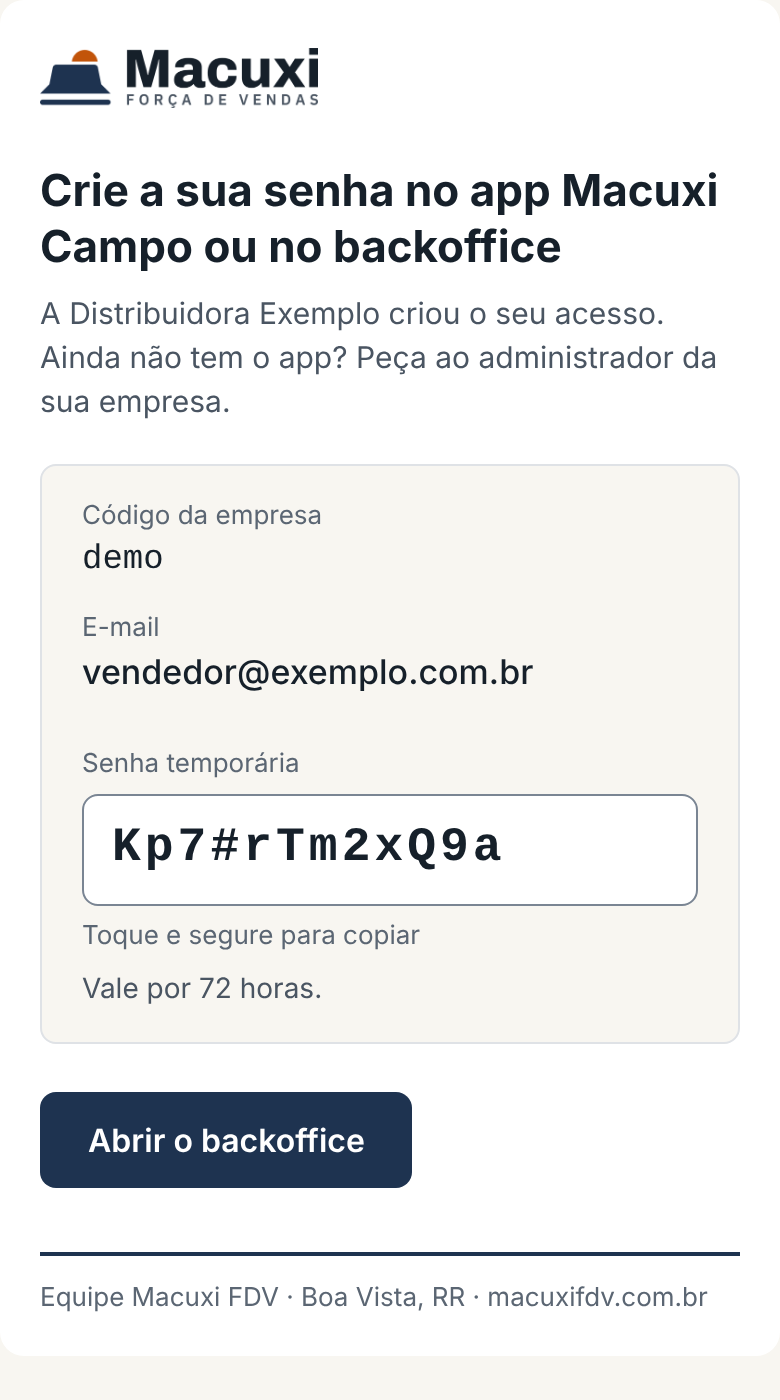 Macuxi
FORÇA DE VENDAS
Crie a sua senha no app Macuxi
Campo ou no backoffice
A Distribuidora Exemplo criou o seu acesso.
Ainda não tem o app? Peça ao administrador da
sua empresa.
Código da empresa
demo
E-mail
vendedor@exemplo.com.br
Senha temporária
Kp7#rTm2xQ9a
Toque e segure para copiar
Vale por 72 horas.
Abrir o backoffice
Equipe Macuxi FDV · Boa Vista, RR · macuxifdv.com.br